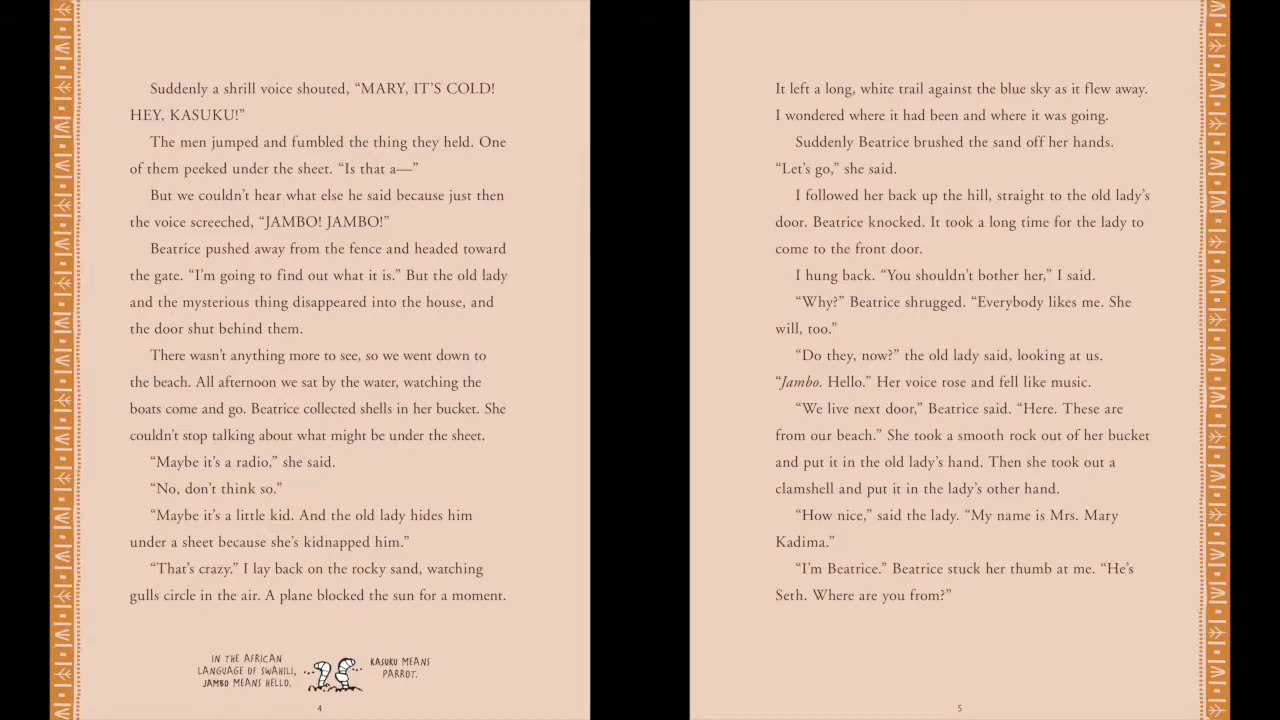 Suddenly a shrill voice shouted, “MARY, IT’S COLD!
HEY, KASUKU!”
The men jumped and fumbled the thing they held. One
of them peeked under the sheet. “Is that a—”
But we couldn’t hear what the man said because just then
the voice screeched, “JAMBO! JAMBO!”
Beatrice pushed away from the fence and headed toward
the gate. “I’m going to find out what it is.” But the old lady
and the mysterious thing disappeared into the house, and
the door shut behind them.
There wasn’t anything more to see, so we went down to
the beach. All afternoon we sat by the water, watching the
boats come and go. Beatrice collected shells in her bucket. She
couldn’t stop talking about what might be under the sheet.
“Maybe it’s a radio,” she said.
“No, I don’t think so.”
“Maybe it’s a little kid. And the old lady hides him
under a sheet because she’s kidnapped him.”
“That’s crazy.” I lay back on the rocky sand, watching
gulls circle in the air. A plane blocked the sun for a moment.
IN THE AFRICAN
LANGUAGE OF SWAHILI,
JAMBO MEANS HELLO.
KASUKU MEANS
PARROT.
4
It left a long, white trail against the blue sky as it flew away.
I wondered where it had been and where it was going.
Suddenly Beatrice brushed the sand off her hands.
“Let’s go,” she said.
I followed her back up the hill, straight to the old lady’s
door. Beatrice knocked. It took a long time for the lady to
come to the front door.
I hung back. “You shouldn’t bother her,” I said.
“Why?” Beatrice shrugged. “Everybody likes me. She
will, too.”
“Do they, now?” the old lady said, looking at us.
“Jambo. Hello.” Her voice rose and fell like music.
“We live next door,” Beatrice said. “Here. These are
from our beach.” She took a smooth rock out of her bucket
and put it in the old lady’s hand. Then she took out a
clamshell and put it in the lady’s other hand.
“How nice,” said the lady. “My name is Mrs. Mary
Kidima.”
“I’m Beatrice.” Beatrice stuck her thumb at me. “He’s
Seth. Where are you from?”